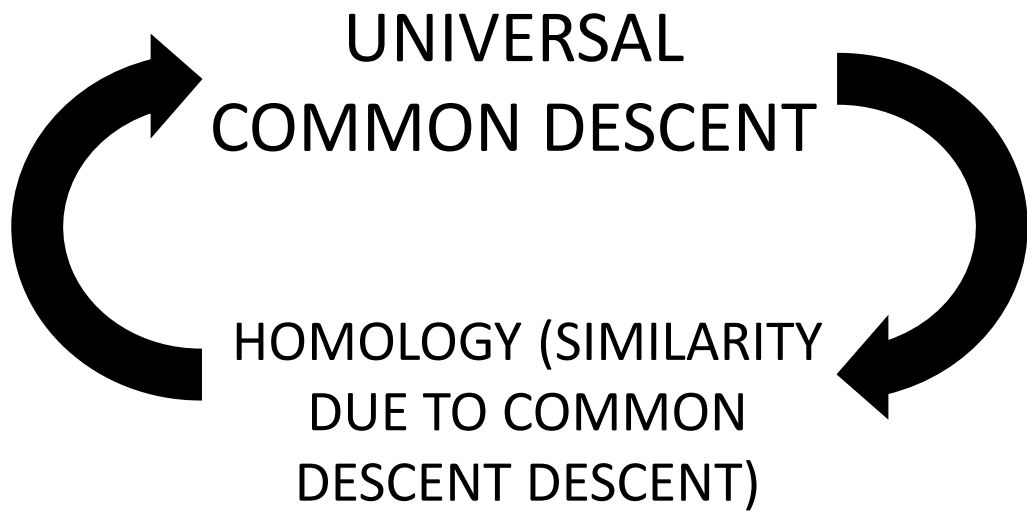 UNIVERSAL
COMMON DESCENT
HOMOLOGY (SIMILARITY
DUE TO COMMON
DESCENT DESCENT)